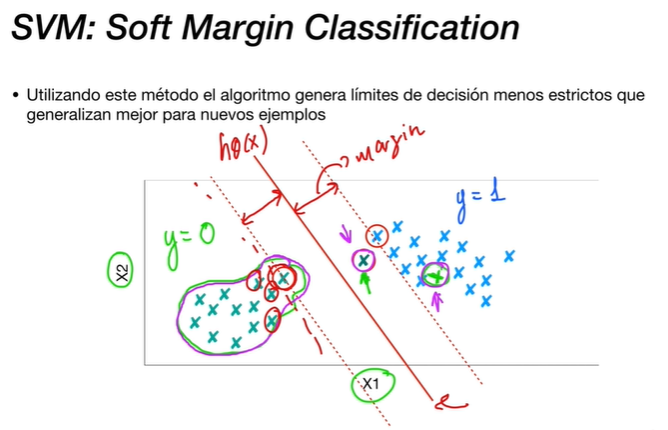 SVM: Soft Margin Classification
• Utilizando este método el algoritmo genera límites de decisión menos estrictos que
generalizan mejor para nuevos ejemplos
hθ(x)
margin
y=1
y=0
X2
X1